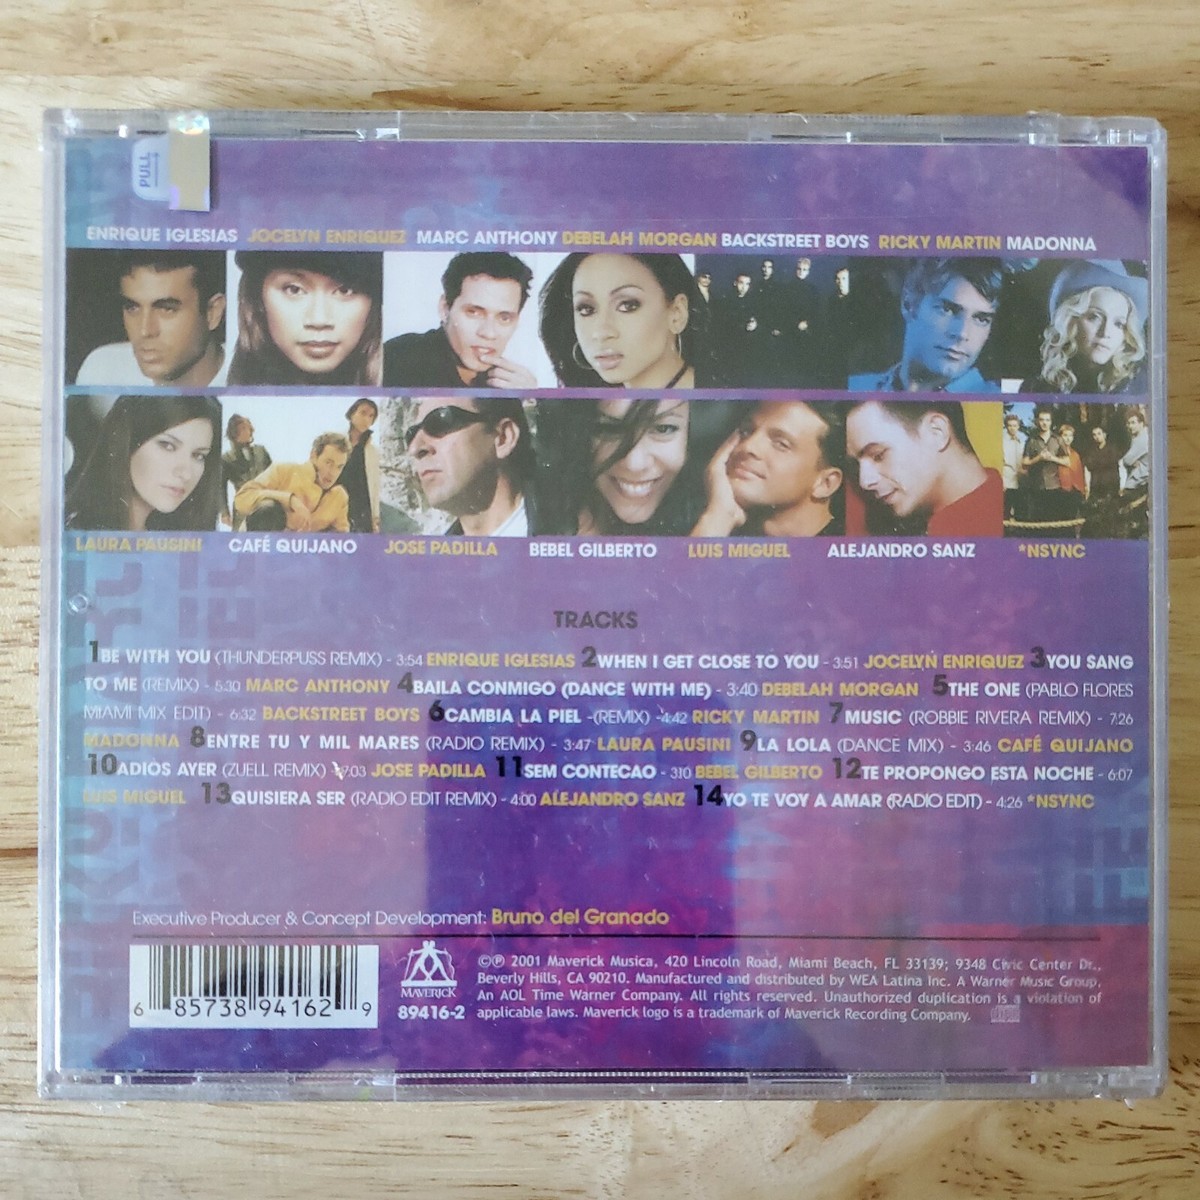 PULL
ENRIQUE IGLESIAS JOCELYN ENRIQUEZ MARC ANTHONY DEBELAH MORGAN BACKSTREET BOYS RICKY MARTIN MADONNA
LAURA PAUSINI CAFÉ QUIJANO JOSE PADILLA BEBEL GILBERTO LUIS MIGUEL ALEJANDRO SANZ *NSYNC
TRACKS
1BE WITH YOU (THUNDERPUSS REMIX) - 3:54 ENRIQUE IGLESIAS 2WHEN I GET CLOSE TO YOU - 3:51 JOCELYN ENRIQUEZ 3YOU SANG
TO ME (REMIX) - 5:30 MARC ANTHONY 4BAILA CONMIGO (DANCE WITH ME) - 3:40 DEBELAH MORGAN 5THE ONE (PABLO FLORES
MIAMI MIX EDIT) - 6:32 BACKSTREET BOYS 6CAMBIA LA PIEL -(REMIX) -4:42 RICKY MARTIN 7MUSIC (ROBBIE RIVERA REMIX) - 7:26
MADONNA 8ENTRE TU Y MIL MARES (RADIO REMIX) - 3:47 LAURA PAUSINI 9LA LOLA (DANCE MIX) - 3:46 CAFÉ QUIJANO
10ADIOS AYER (ZUELL REMIX) - 7:03 JOSE PADILLA 11SEM CONTECAO - 3:10 BEBEL GILBERTO 12TE PROPONGO ESTA NOCHE - 6:07
LUIS MIGUEL 13QUISIERA SER (RADIO EDIT REMIX) - 4:00 ALEJANDRO SANZ 14YO TE VOY A AMAR (RADIO EDIT) - 4:26 *NSYNC
Executive Producer & Concept Development: Bruno del Granado
6 85738 94162 9
MAVERICK
89416-2
©℗ 2001 Maverick Musica, 420 Lincoln Road, Miami Beach, FL 33139; 9348 Civic Center Dr.,
Beverly Hills, CA 90210. Manufactured and distributed by WEA Latina Inc. A Warner Music Group,
An AOL Time Warner Company. All rights reserved. Unauthorized duplication is a violation of
applicable laws. Maverick logo is a trademark of Maverick Recording Company.